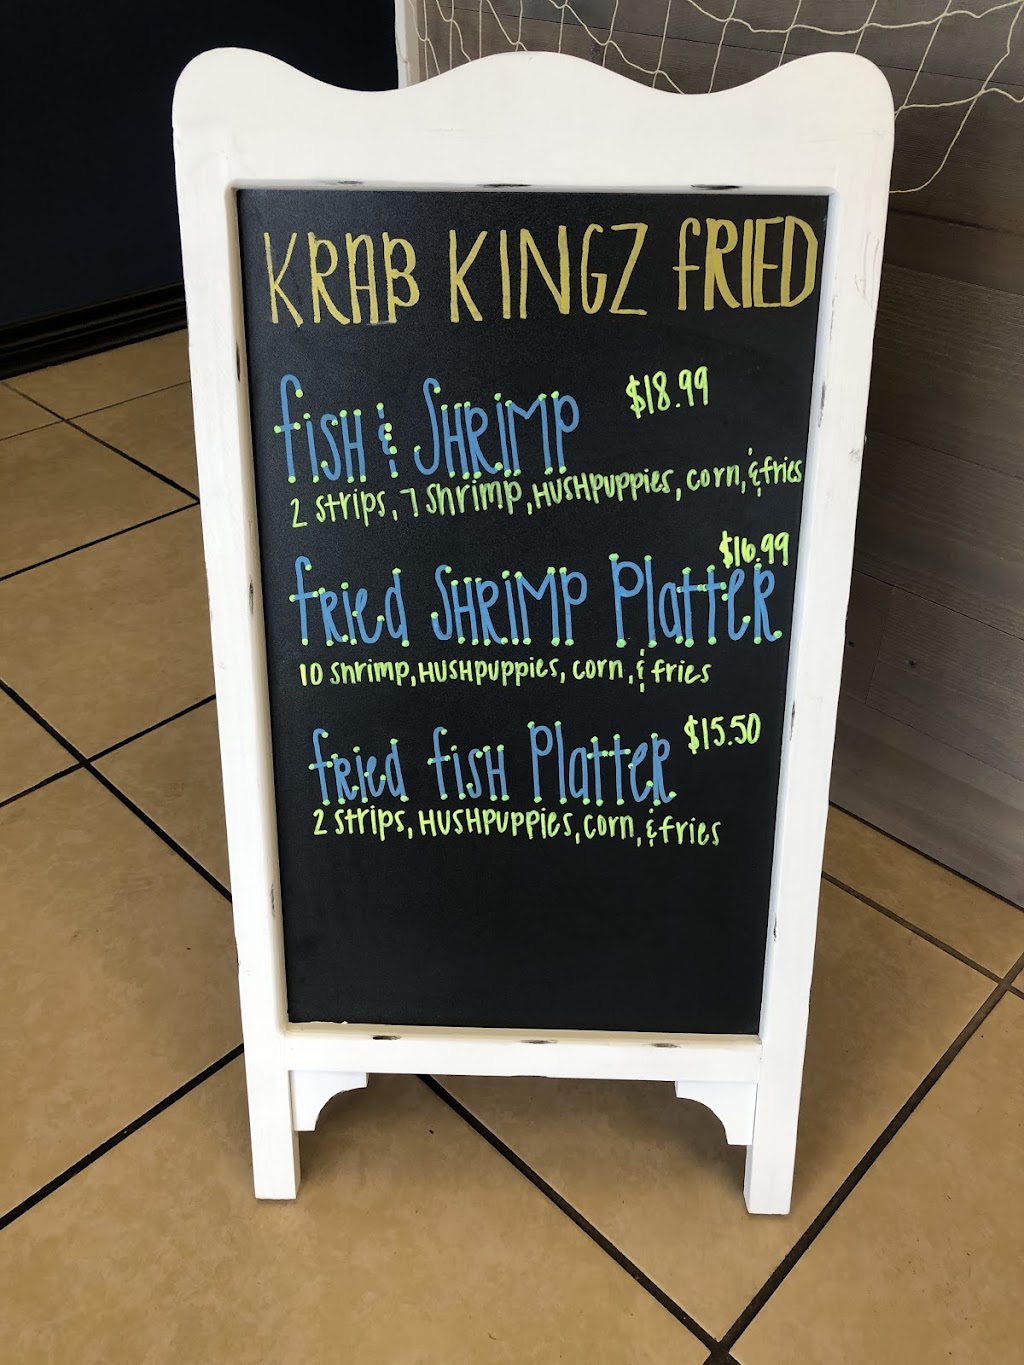 KRAB KINGZ FRIED
fish & Shrimp $18.99
2 strips, 7 shrimp, Hushpuppies, corn, & fries
$16.99
fried Shrimp Platter
10 shrimp, Hushpuppies, corn, & fries
fried fish Platter $15.50
2 strips, Hushpuppies, corn, & fries